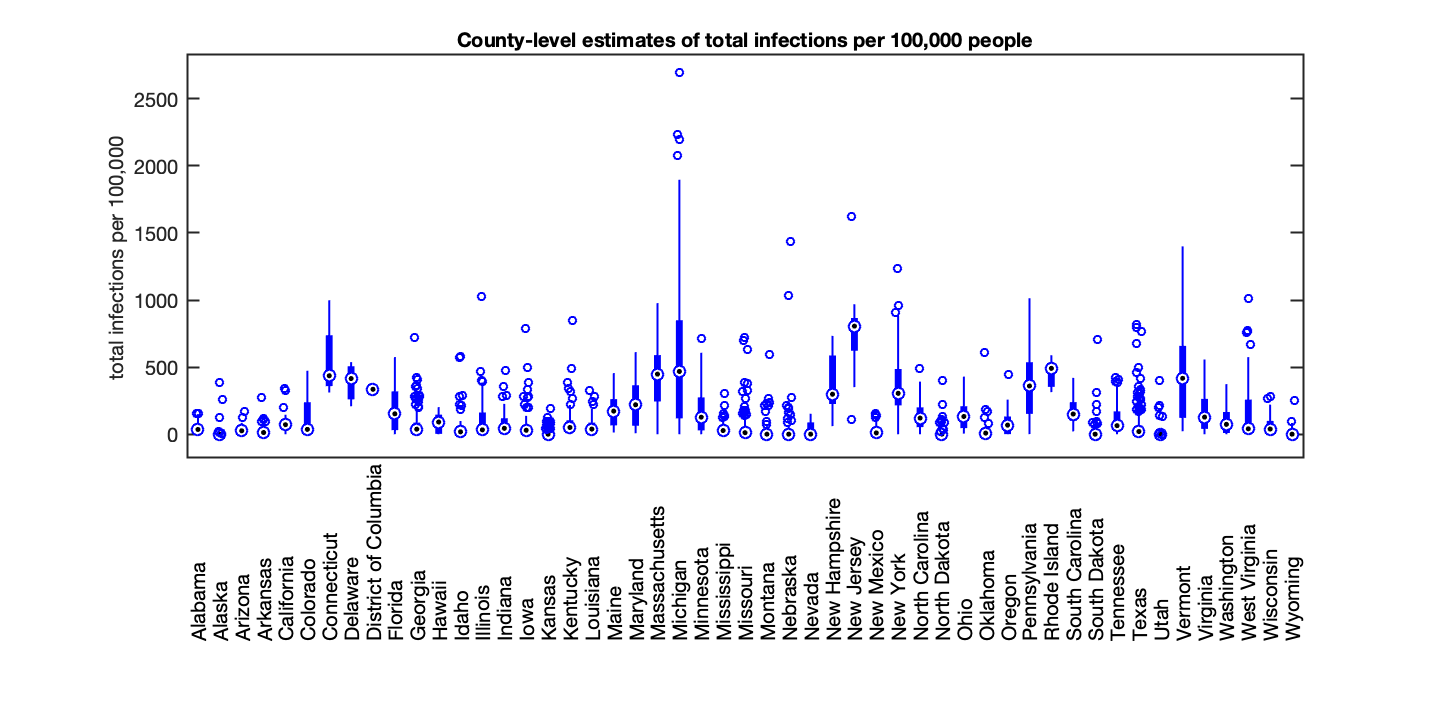 County-level estimates of total infections per 100,000 people
total infections per 100,000
2500
2000
1500
1000
500
0
Alabama
Alaska
Arizona
Arkansas
California
Colorado
Connecticut
Delaware
District of Columbia
Florida
Georgia
Hawaii
Idaho
Illinois
Indiana
Iowa
Kansas
Kentucky
Louisiana
Maine
Maryland
Massachusetts
Michigan
Minnesota
Mississippi
Missouri
Montana
Nebraska
Nevada
New Hampshire
New Jersey
New Mexico
New York
North Carolina
North Dakota
Ohio
Oklahoma
Oregon
Pennsylvania
Rhode Island
South Carolina
South Dakota
Tennessee
Texas
Utah
Vermont
Virginia
Washington
West Virginia
Wisconsin
Wyoming